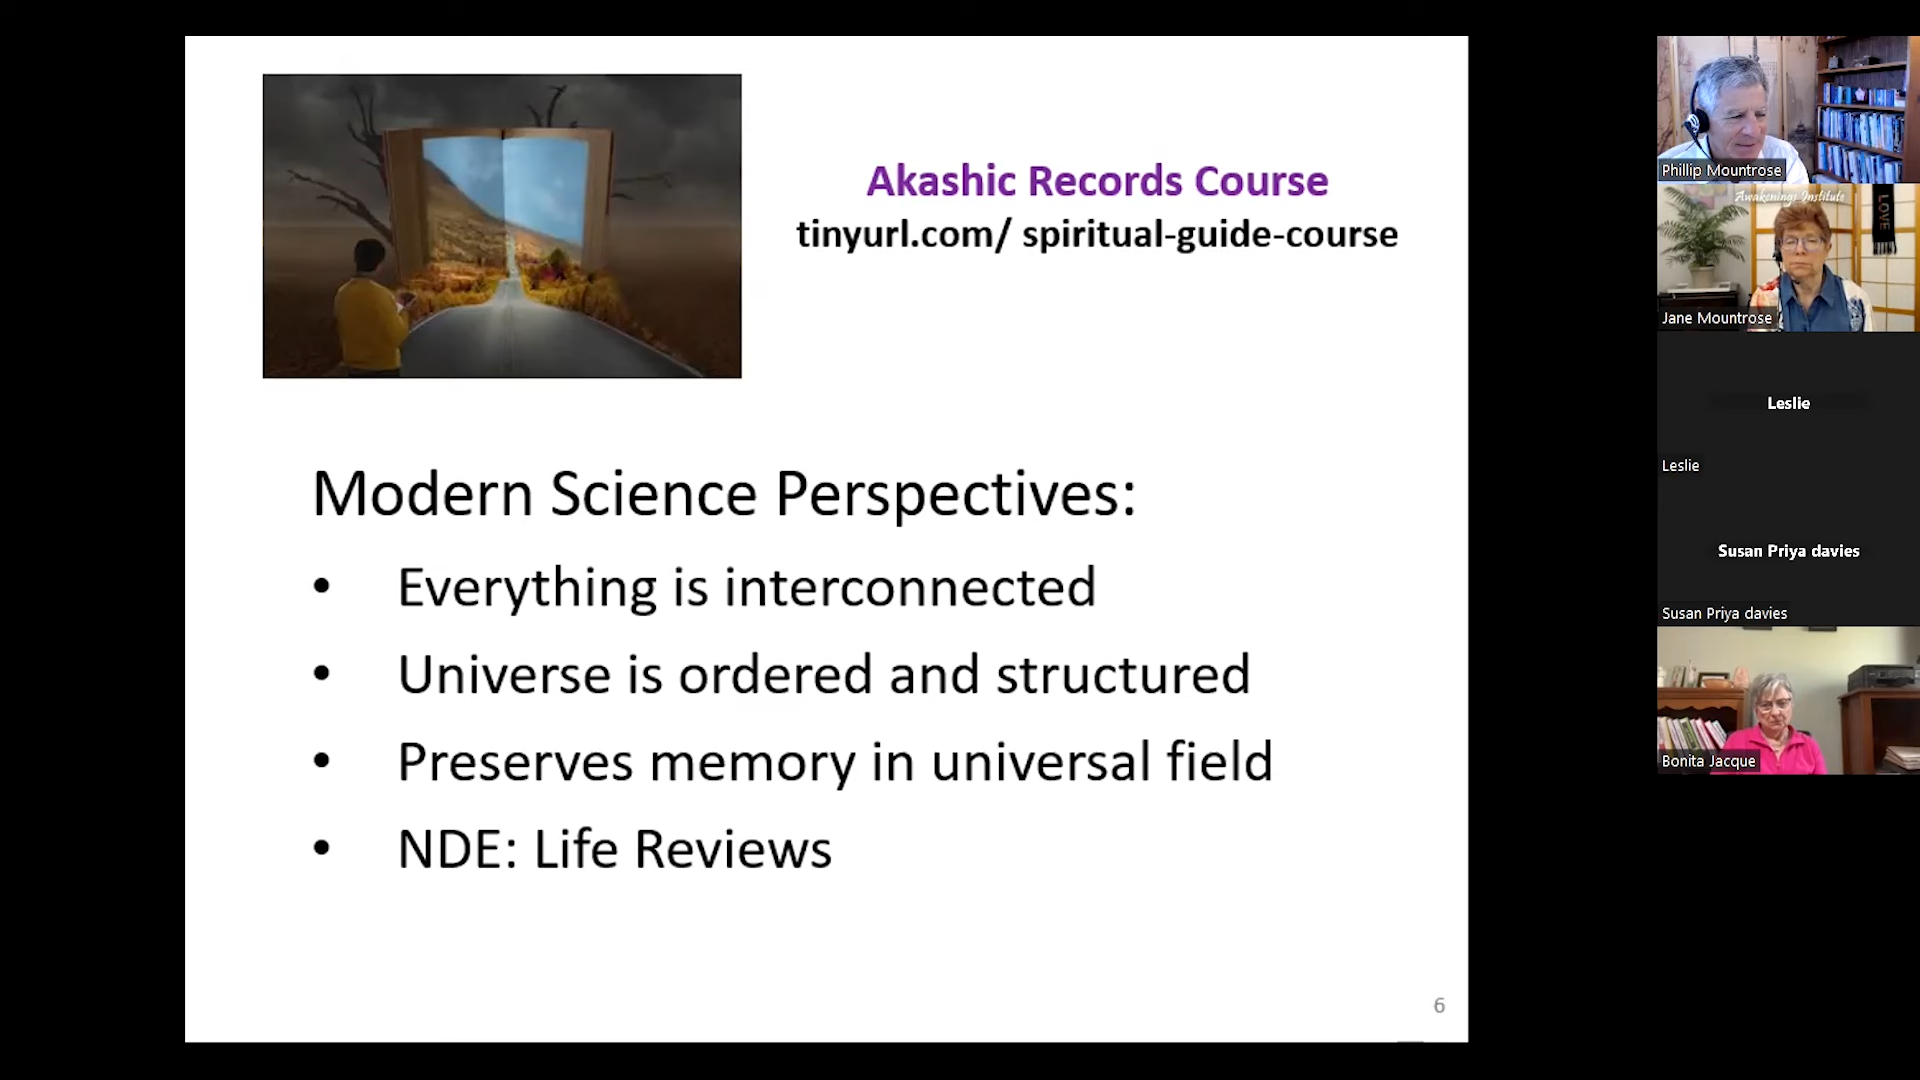 Akashic Records Course
tinyurl.com/ spiritual-guide-course
Modern Science Perspectives:
• Everything is interconnected
• Universe is ordered and structured
• Preserves memory in universal field
• NDE: Life Reviews
6
Phillip Mountrose
Awakenings Institute
LOVE
Jane Mountrose
Leslie
Leslie
Susan Priya davies
Susan Priya davies
Bonita Jacque